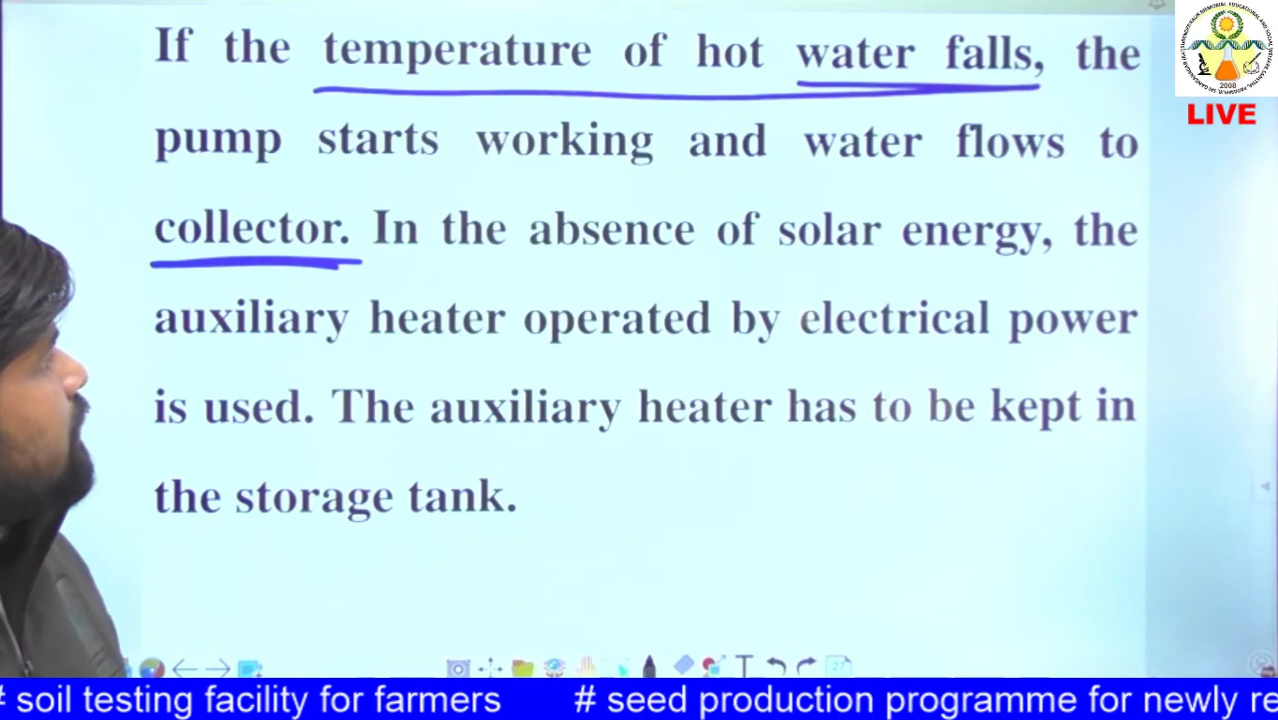 If the temperature of hot water falls, the
pump starts working and water flows to
collector. In the absence of solar energy, the
auxiliary heater operated by electrical power
is used. The auxiliary heater has to be kept in
the storage tank.
2008
LIVE
# soil testing facility for farmers # seed production programme for newly re